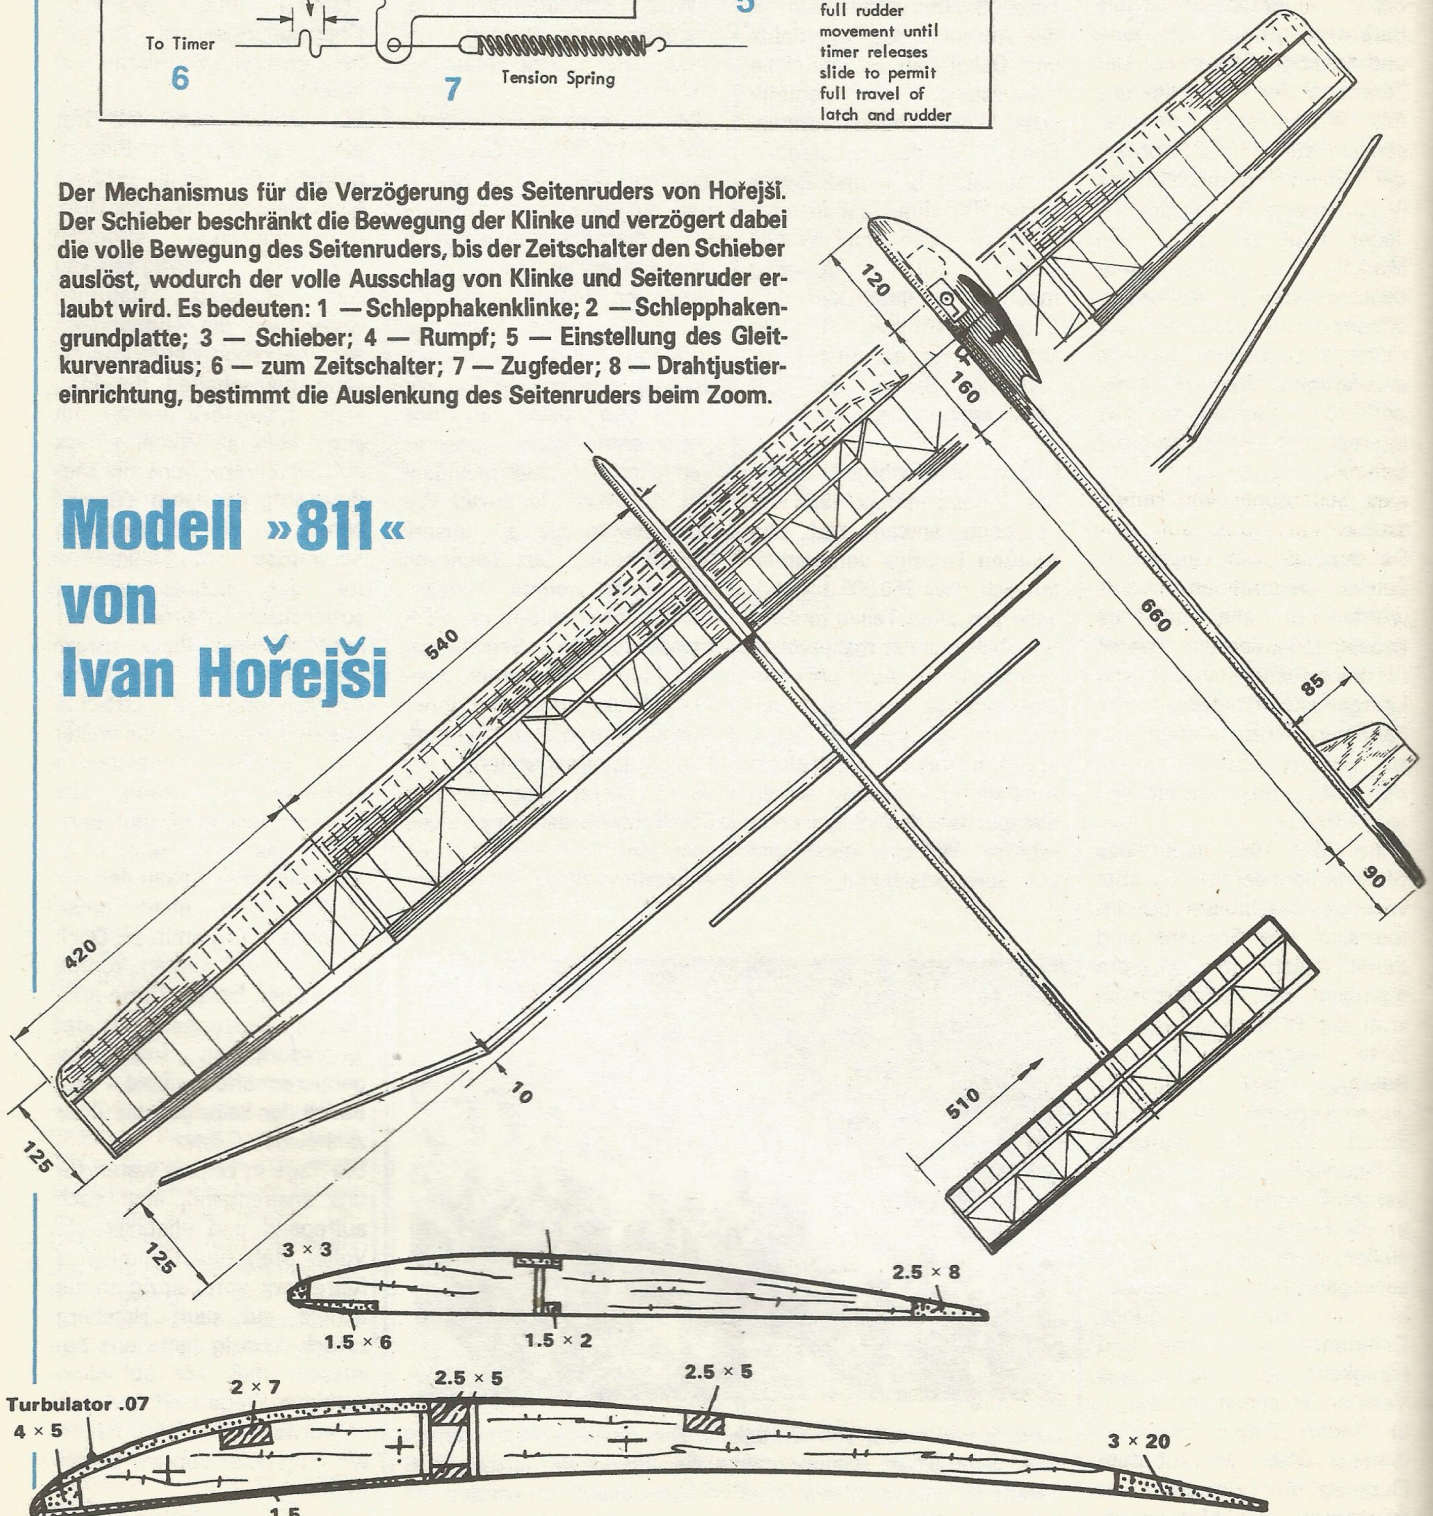 5
full rudder
movement until
timer releases
slide to permit
full travel of
latch and rudder
To Timer
6
7
Tension Spring
Der Mechanismus für die Verzögerung des Seitenruders von Hořejší.
Der Schieber beschränkt die Bewegung der Klinke und verzögert dabei
die volle Bewegung des Seitenruders, bis der Zeitschalter den Schieber
auslöst, wodurch der volle Ausschlag von Klinke und Seitenruder er-
laubt wird. Es bedeuten: 1 — Schlepphakenklinke; 2 — Schlepphaken-
grundplatte; 3 — Schieber; 4 — Rumpf; 5 — Einstellung des Gleit-
kurvenradius; 6 — zum Zeitschalter; 7 — Zugfeder; 8 — Drahtjustier-
einrichtung, bestimmt die Auslenkung des Seitenruders beim Zoom.
Modell »811«
von
Ivan Hořejši
120
160
660
85
90
540
420
125
10
125
510
3 × 3
2.5 × 8
1.5 × 6
1.5 × 2
2.5 × 5
2.5 × 5
2 × 7
Turbulator .07
4 × 5
3 × 20
1.5